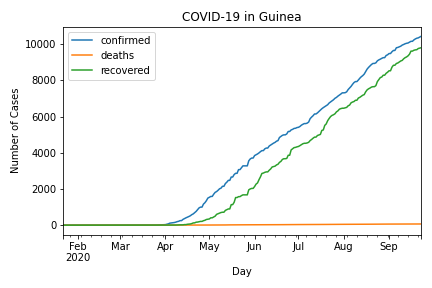 COVID-19 in Guinea
confirmed
deaths
recovered
Number of Cases
10000
8000
6000
4000
2000
0
Feb Mar Apr May Jun Jul Aug Sep
2020
Day